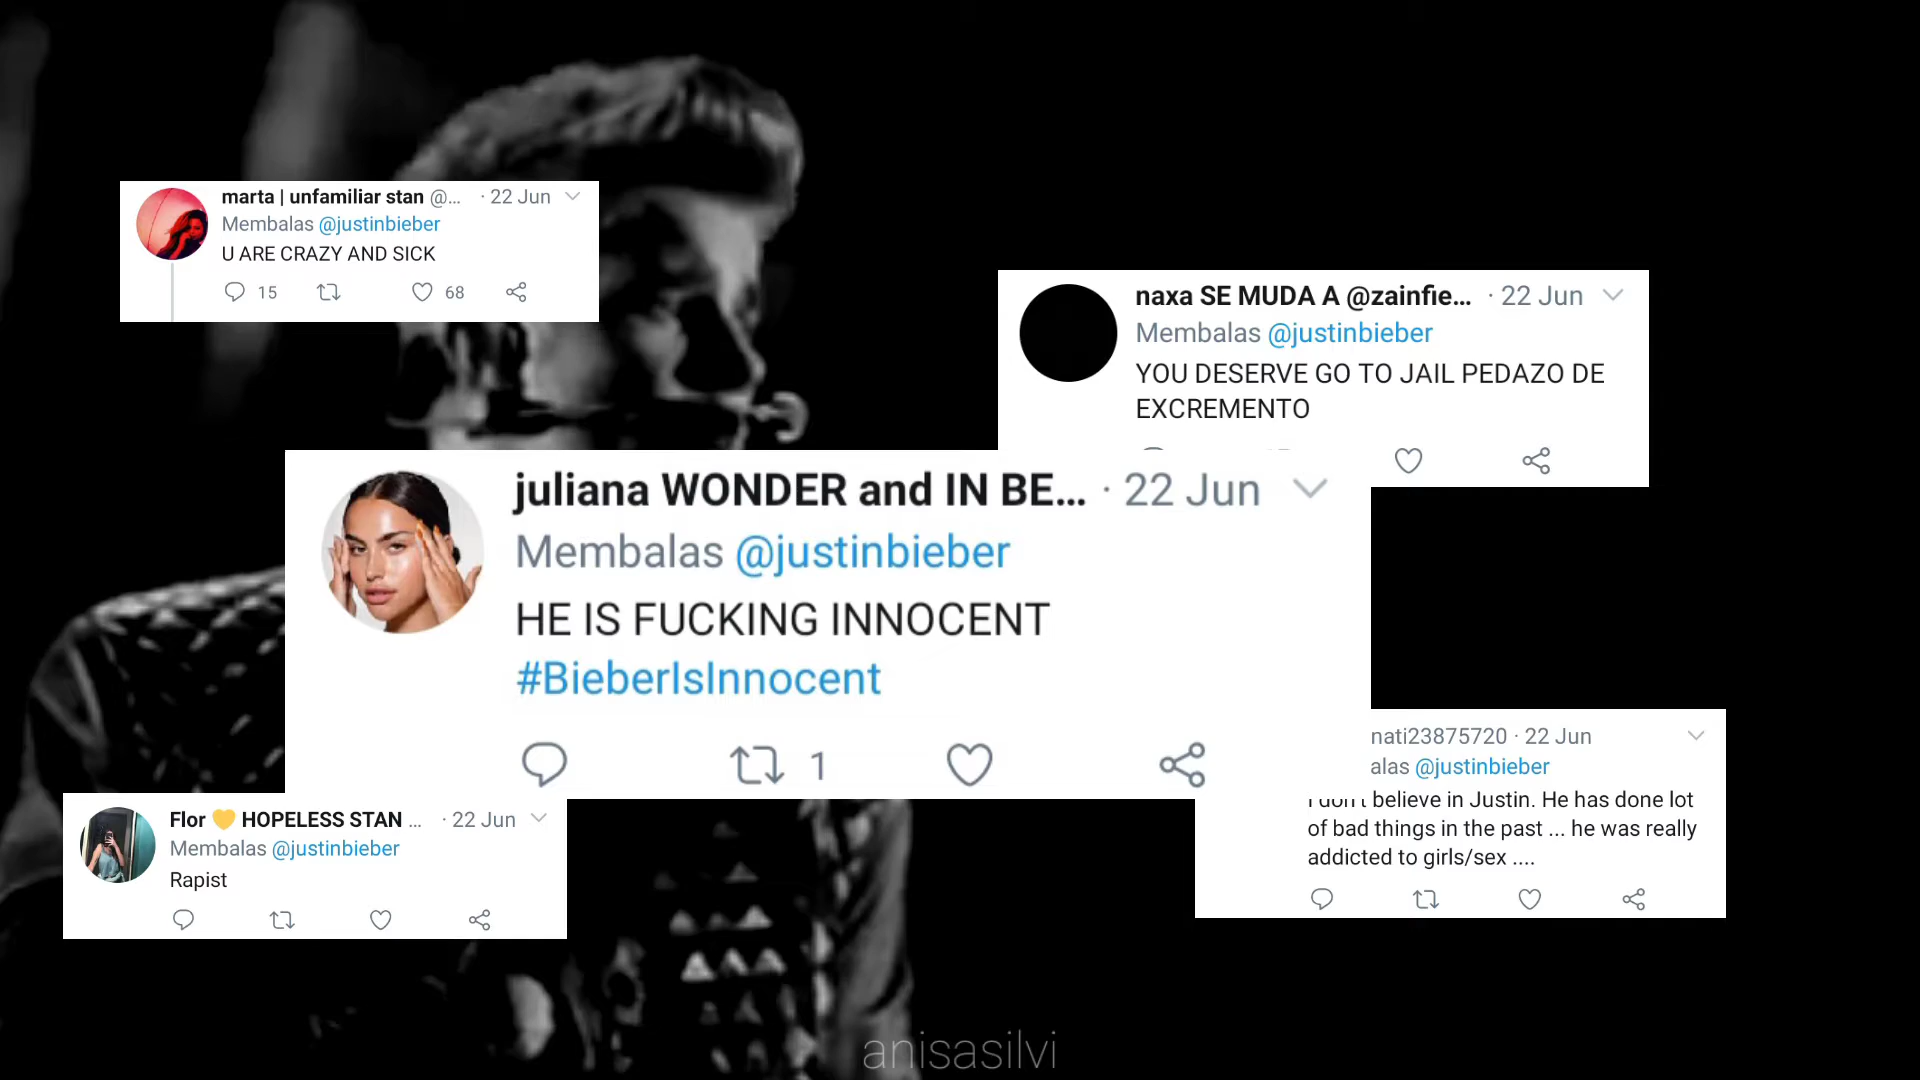 marta | unfamiliar stan @... · 22 Jun
Membalas @justinbieber
U ARE CRAZY AND SICK
15 68
naxa SE MUDA A @zainfie... · 22 Jun
Membalas @justinbieber
YOU DESERVE GO TO JAIL PEDAZO DE
EXCREMENTO
juliana WONDER and IN BE... · 22 Jun
Membalas @justinbieber
HE IS FUCKING INNOCENT
#BieberIsInnocent
1
nati23875720 · 22 Jun
alas @justinbieber
I don't believe in Justin. He has done lot
of bad things in the past ... he was really
addicted to girls/sex ....
Flor 💛 HOPELESS STAN ... · 22 Jun
Membalas @justinbieber
Rapist
anisasilvi